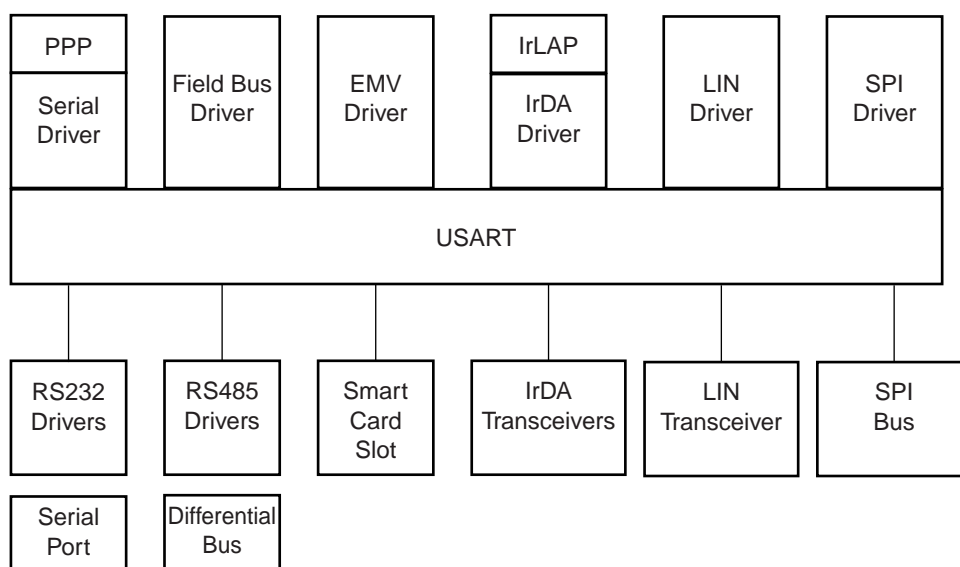 PPP
Serial
Driver
Field Bus
Driver
EMV
Driver
IrLAP
IrDA
Driver
LIN
Driver
SPI
Driver
USART
RS232
Drivers
RS485
Drivers
Smart
Card
Slot
IrDA
Transceivers
LIN
Transceiver
SPI
Bus
Serial
Port
Differential
Bus